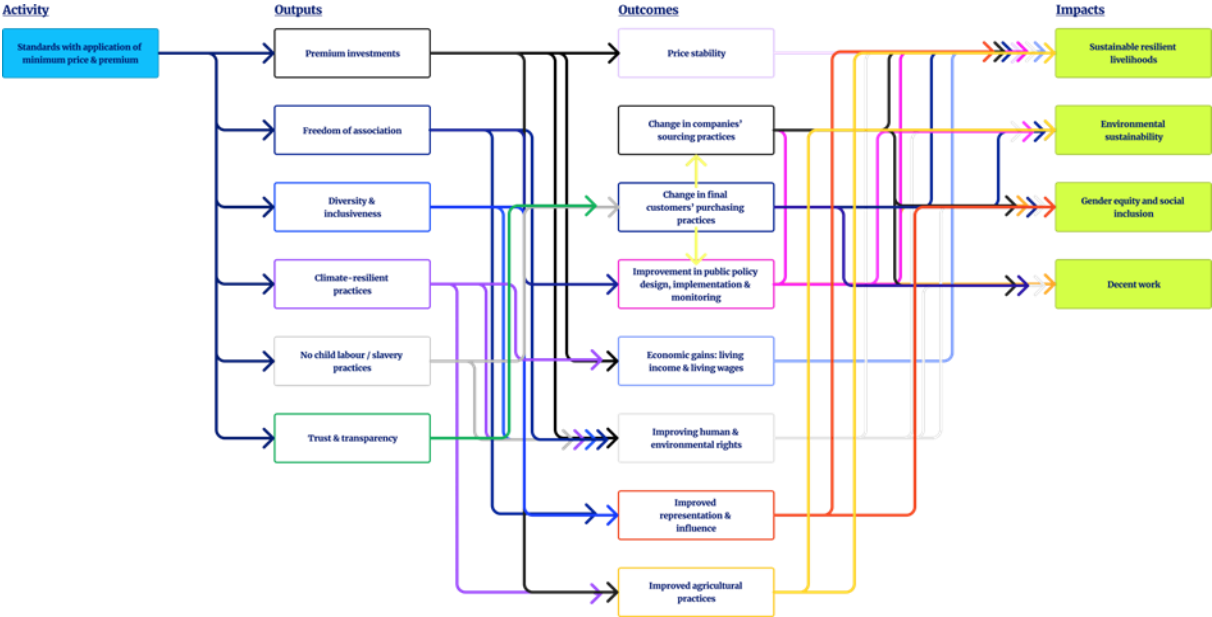 Activity
Outputs
Outcomes
Impacts
Standards with application of
minimum price & premium
Premium investments
Freedom of association
Diversity &
inclusiveness
Climate-resilient
practices
No child labour / slavery
practices
Trust & transparency
Price stability
Change in companies'
sourcing practices
Change in final
customers' purchasing
practices
Improvement in public policy
design, implementation &
monitoring
Economic gains: living
income & living wages
Improving human &
environmental rights
Improved
representation &
influence
Improved agricultural
practices
Sustainable resilient
livelihoods
Environmental
sustainability
Gender equity and social
inclusion
Decent work